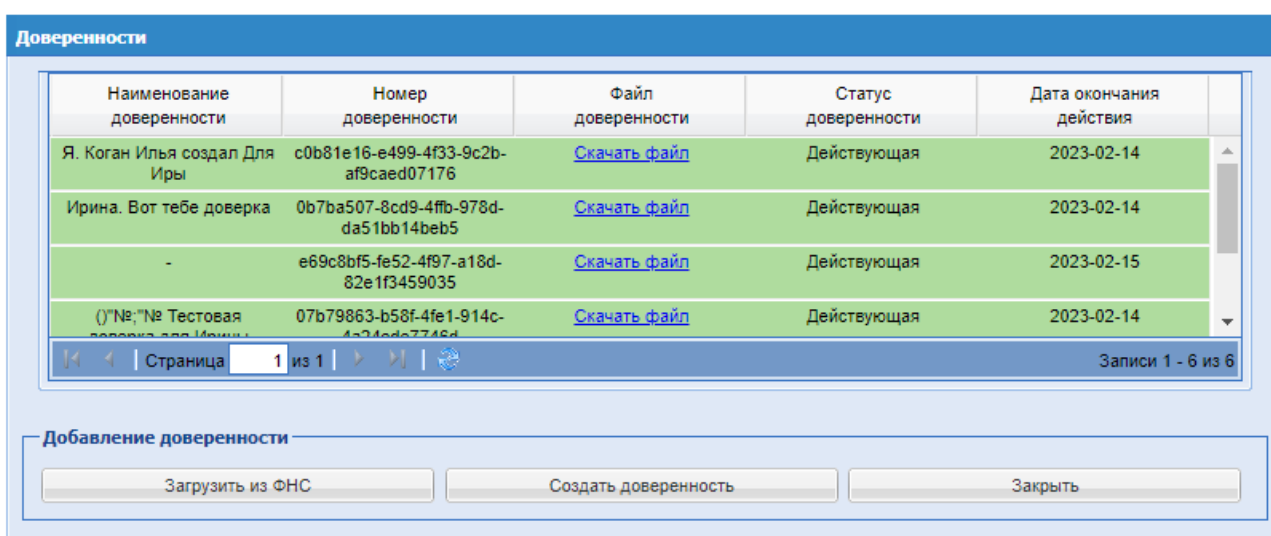 Доверенности
Наименование доверенности Номер доверенности Файл доверенности Статус доверенности Дата окончания действия
Я. Коган Илья создал Для c0b81e16-e499-4f33-9c2b- Скачать файл Действующая 2023-02-14
Иры af9caed07176
Ирина. Вот тебе доверка 0b7ba507-8cd9-4ffb-978d- Скачать файл Действующая 2023-02-14
da51bb14beb5
- e69c8bf5-fe52-4f97-a18d- Скачать файл Действующая 2023-02-15
82e1f3459035
()"№;"№ Тестовая 07b79863-b58f-4fe1-914c- Скачать файл Действующая 2023-02-14
Страница 1 из 1 Записи 1 - 6 из 6
Добавление доверенности
Загрузить из ФНС Создать доверенность Закрыть